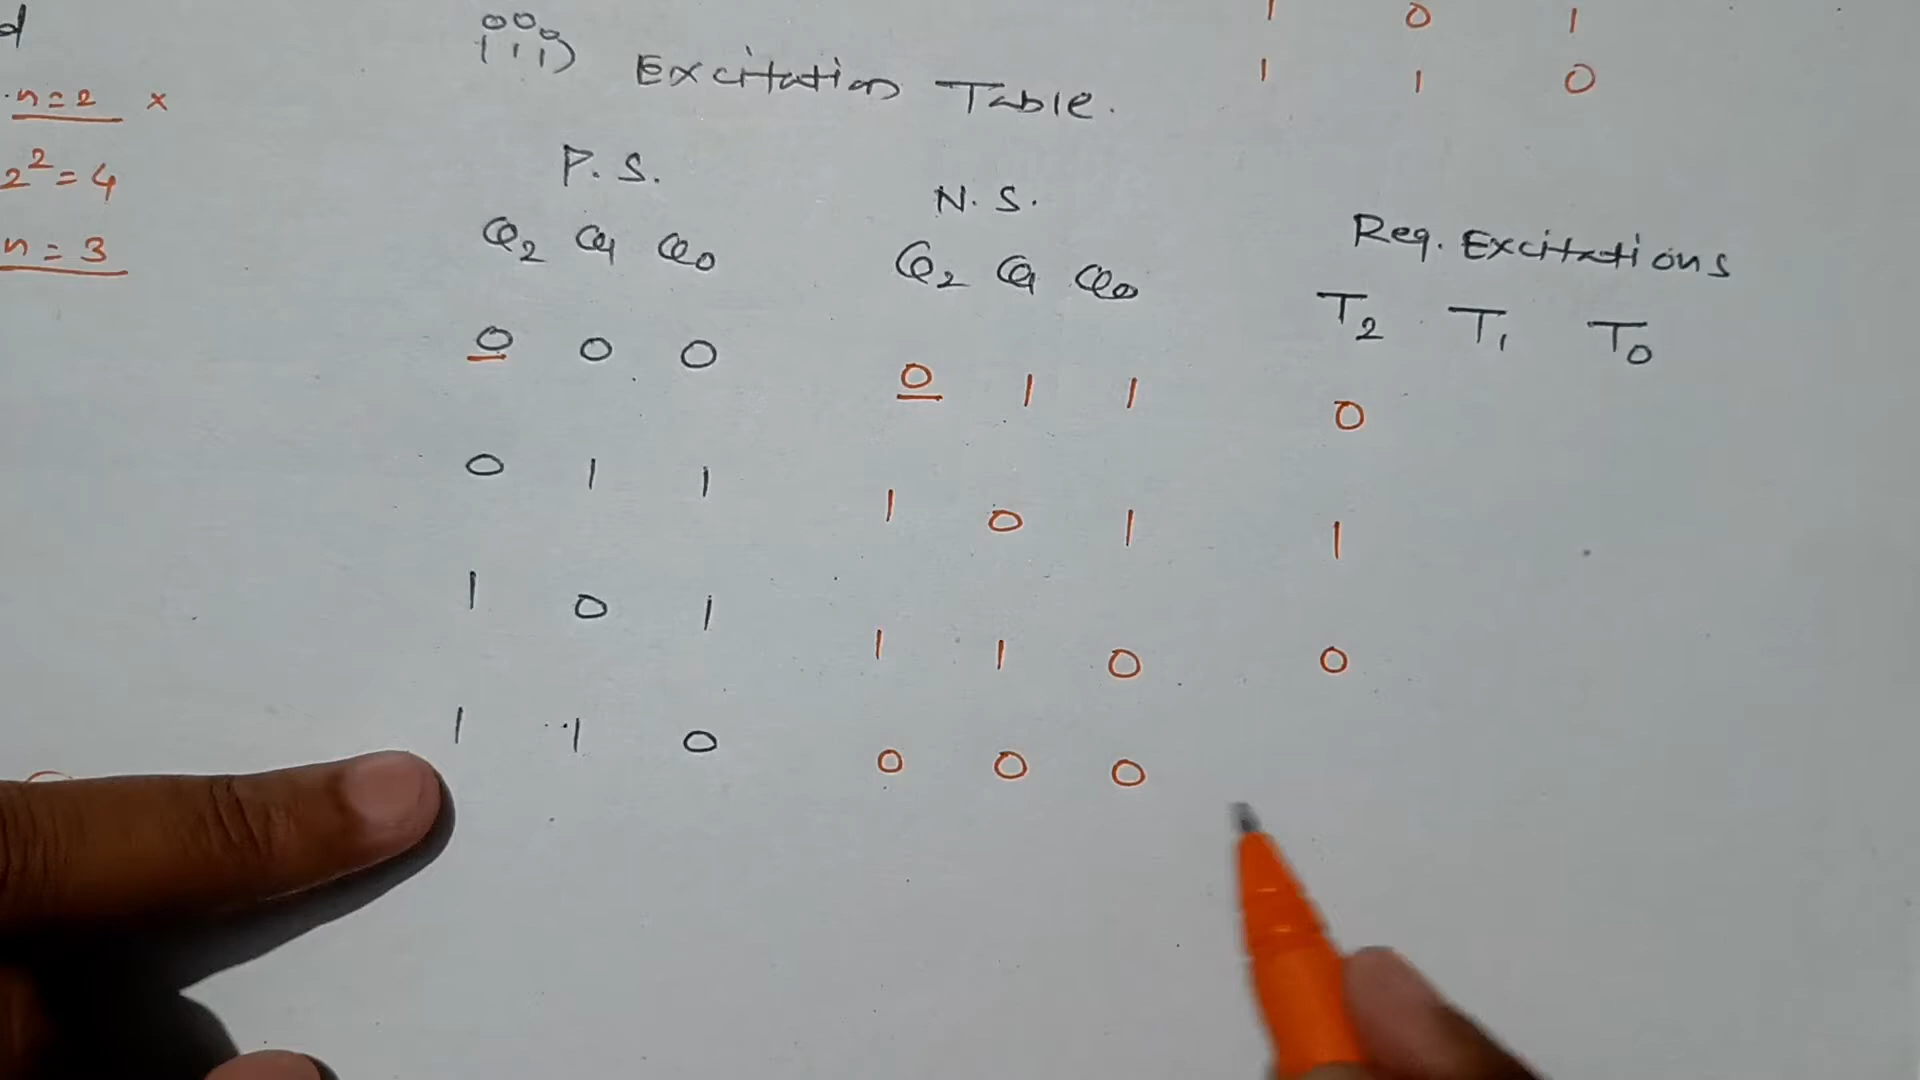 d
n=2 x
2²=4
n=3
000
111)
Excitation Table.
1 0 1
1 1 0
P.S. N.S. Req. Excitations
Q₂ Q₁ Q₀ Q₂ Q₁ Q₀ T₂ T₁ T₀
0 0 0 0 1 1 0
0 1 1 1 0 1 1
1 0 1 1 1 0 0
1 1 0 0 0 0